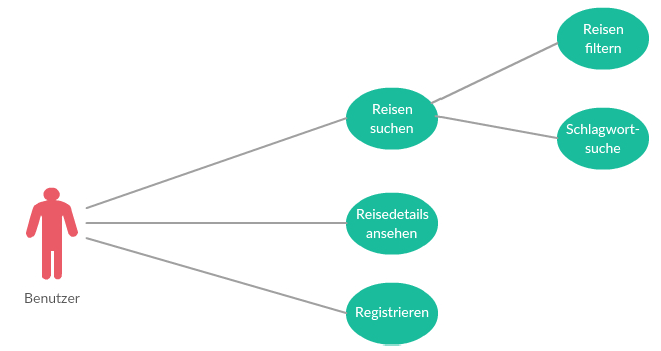 Reisen
filtern
Reisen
suchen
Schlagwort-
suche
Reisedetails
ansehen
Benutzer
Registrieren